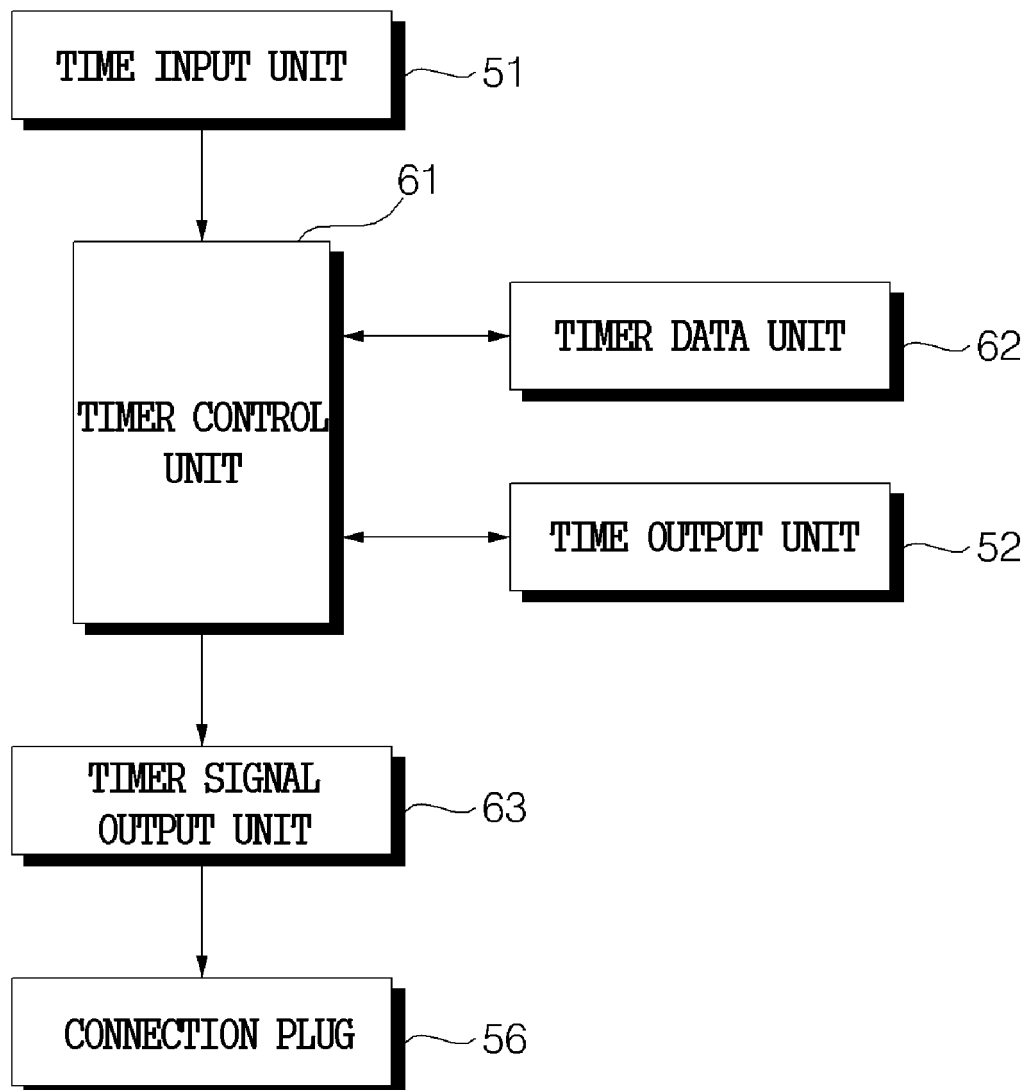 TIME INPUT UNIT
51
61
TIMER DATA UNIT
62
TIMER CONTROL
UNIT
TIME OUTPUT UNIT
52
TIMER SIGNAL
OUTPUT UNIT
63
CONNECTION PLUG
56